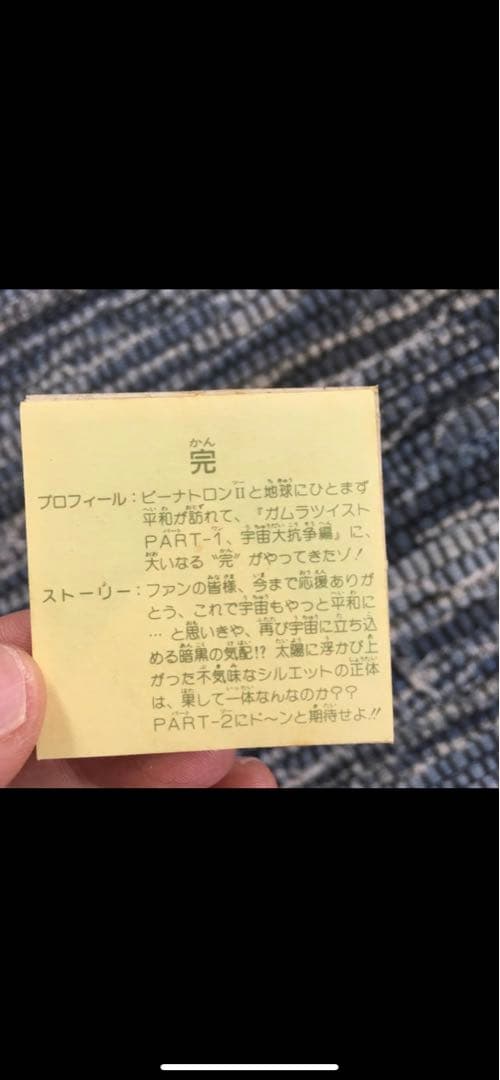 完
プロフィール：ピーナトロンIIと地球にひとまず
平和が訪れて、『ガムラツイスト
PART-1、宇宙大抗争編』に、
大いなる“完”がやってきたゾ！
ストーリー：ファンの皆様、今まで応援ありが
とう、これで宇宙もやっと平和に
…と思いきや、再び宇宙に立ち込
める暗黒の気配!? 太陽に浮かび上
がった不気味なシルエットの正体
は、果して一体なんなのか？？
PART-2にド〜ンと期待せよ!!